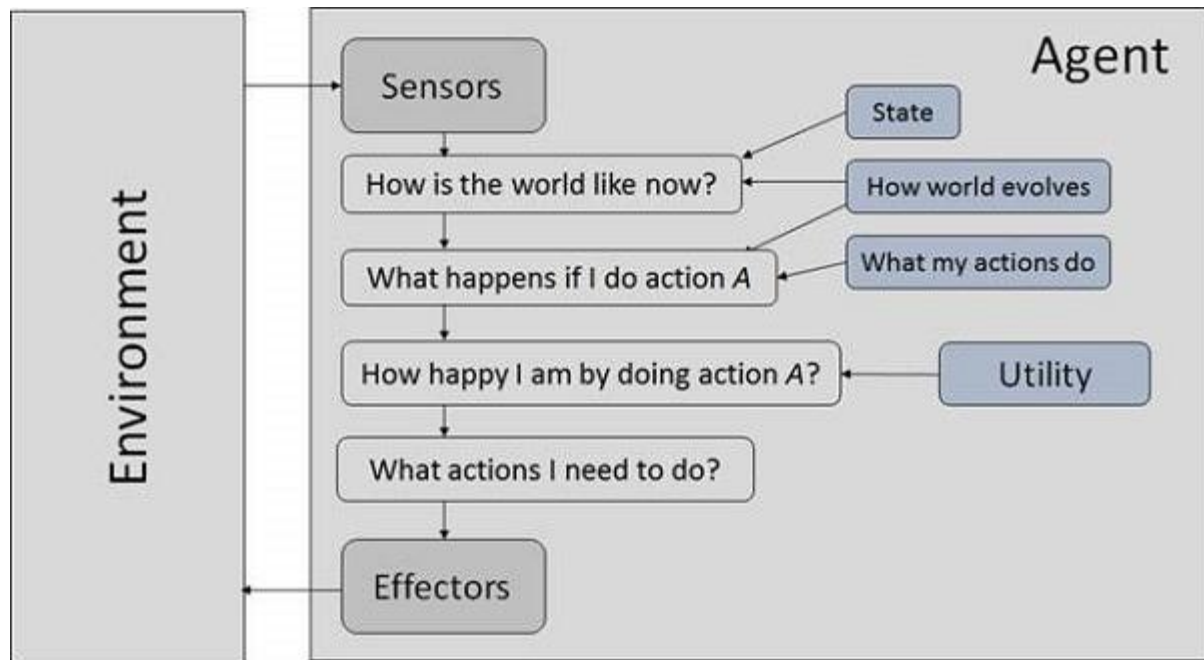 Agent
Environment
Sensors
State
How is the world like now?
How world evolves
What happens if I do action A
What my actions do
How happy I am by doing action A?
Utility
What actions I need to do?
Effectors